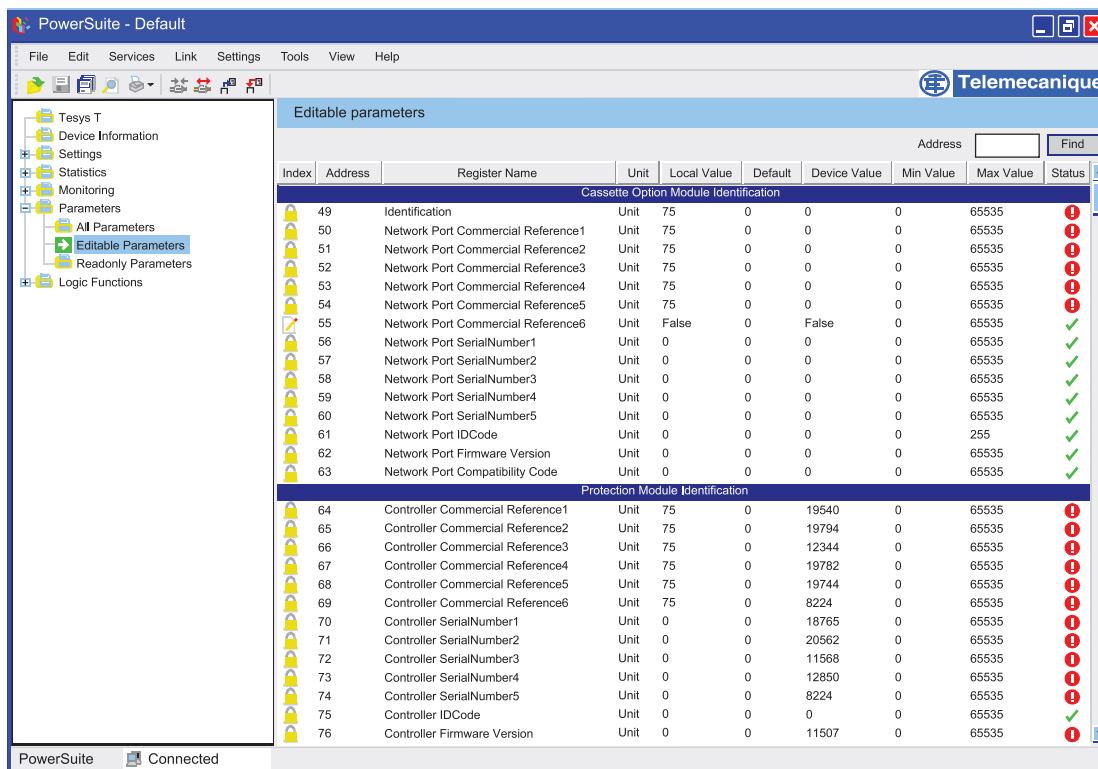 PowerSuite - Default
File Edit Services Link Settings Tools View Help
Telemecanique
Tesys T
Device Information
Settings
Statistics
Monitoring
Parameters
All Parameters
Editable Parameters
Readonly Parameters
Logic Functions
Editable parameters
Address Find
Index Address Register Name Unit Local Value Default Device Value Min Value Max Value Status
Cassette Option Module Identification
49 Identification Unit 75 0 0 0 65535
50 Network Port Commercial Reference1 Unit 75 0 0 0 65535
51 Network Port Commercial Reference2 Unit 75 0 0 0 65535
52 Network Port Commercial Reference3 Unit 75 0 0 0 65535
53 Network Port Commercial Reference4 Unit 75 0 0 0 65535
54 Network Port Commercial Reference5 Unit 75 0 0 0 65535
55 Network Port Commercial Reference6 Unit False 0 False 0 65535
56 Network Port SerialNumber1 Unit 0 0 0 0 65535
57 Network Port SerialNumber2 Unit 0 0 0 0 65535
58 Network Port SerialNumber3 Unit 0 0 0 0 65535
59 Network Port SerialNumber4 Unit 0 0 0 0 65535
60 Network Port SerialNumber5 Unit 0 0 0 0 65535
61 Network Port IDCode Unit 0 0 0 0 255
62 Network Port Firmware Version Unit 0 0 0 0 65535
63 Network Port Compatibility Code Unit 0 0 0 0 65535
Protection Module Identification
64 Controller Commercial Reference1 Unit 75 0 19540 0 65535
65 Controller Commercial Reference2 Unit 75 0 19794 0 65535
66 Controller Commercial Reference3 Unit 75 0 12344 0 65535
67 Controller Commercial Reference4 Unit 75 0 19782 0 65535
68 Controller Commercial Reference5 Unit 75 0 19744 0 65535
69 Controller Commercial Reference6 Unit 75 0 8224 0 65535
70 Controller SerialNumber1 Unit 0 0 18765 0 65535
71 Controller SerialNumber2 Unit 0 0 20562 0 65535
72 Controller SerialNumber3 Unit 0 0 11568 0 65535
73 Controller SerialNumber4 Unit 0 0 12850 0 65535
74 Controller SerialNumber5 Unit 0 0 8224 0 65535
75 Controller IDCode Unit 0 0 0 0 65535
76 Controller Firmware Version Unit 0 0 11507 0 65535
PowerSuite Connected